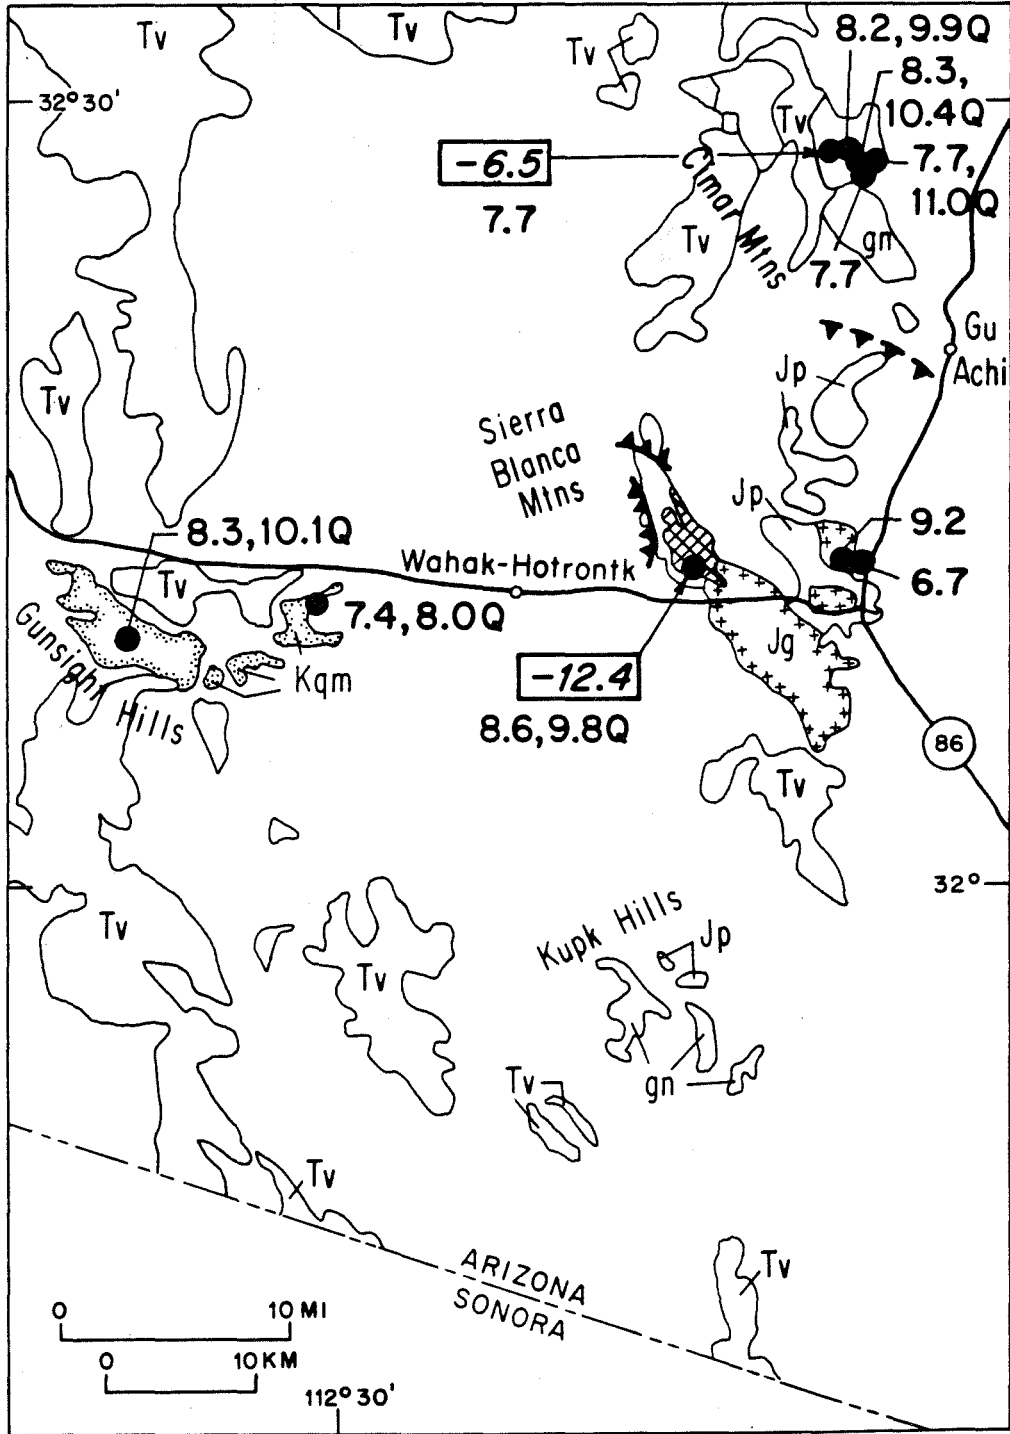 Tv
Tv
Tv
8.2, 9.9Q
8.3,
10.4Q
32°30'
Tv
-6.5
7.7
7.7,
11.0Q
Cimar Mtns
Tv
gn
7.7
Gu
Achi
Jp
Tv
Sierra
Blanca
Mtns
Jp
9.2
8.3, 10.1Q
Wahak-Hotrontk
6.7
Tv
7.4, 8.0Q
Gunsight Hills
Kqm
Jg
-12.4
8.6, 9.8Q
86
Tv
32°
Tv
Kupk Hills
Jp
Tv
gn
Tv
Tv
ARIZONA
SONORA
Tv
0 10 MI
0 10 KM
112°30'